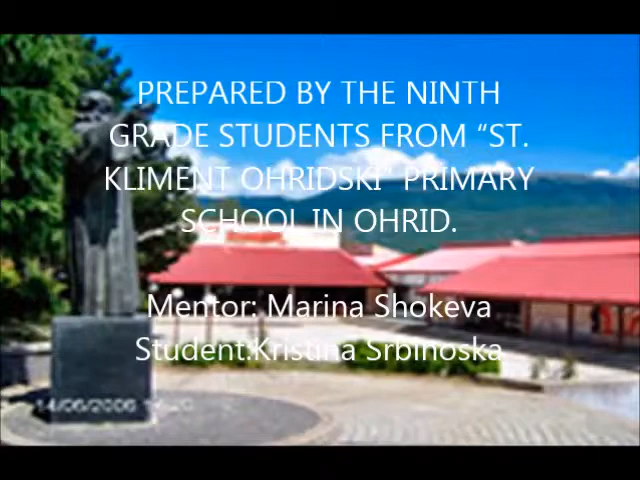 PREPARED BY THE NINTH
GRADE STUDENTS FROM “ST.
KLIMENT OHRIDSKI” PRIMARY
SCHOOL IN OHRID.
Mentor: Marina Shokeva
Student:Kristina Srbinoska
14/06/2006